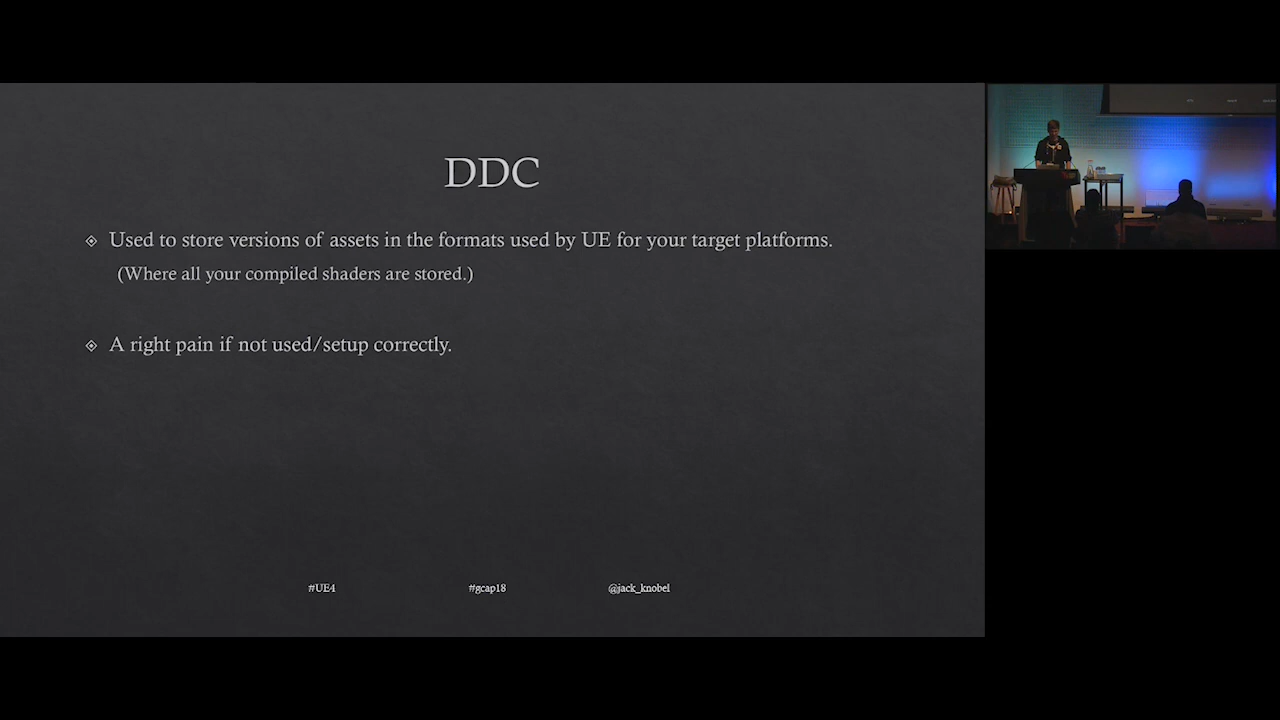 DDC
Used to store versions of assets in the formats used by UE for your target platforms.
(Where all your compiled shaders are stored.)
A right pain if not used/setup correctly.
#UE4
#gcap18
@jack_knobel